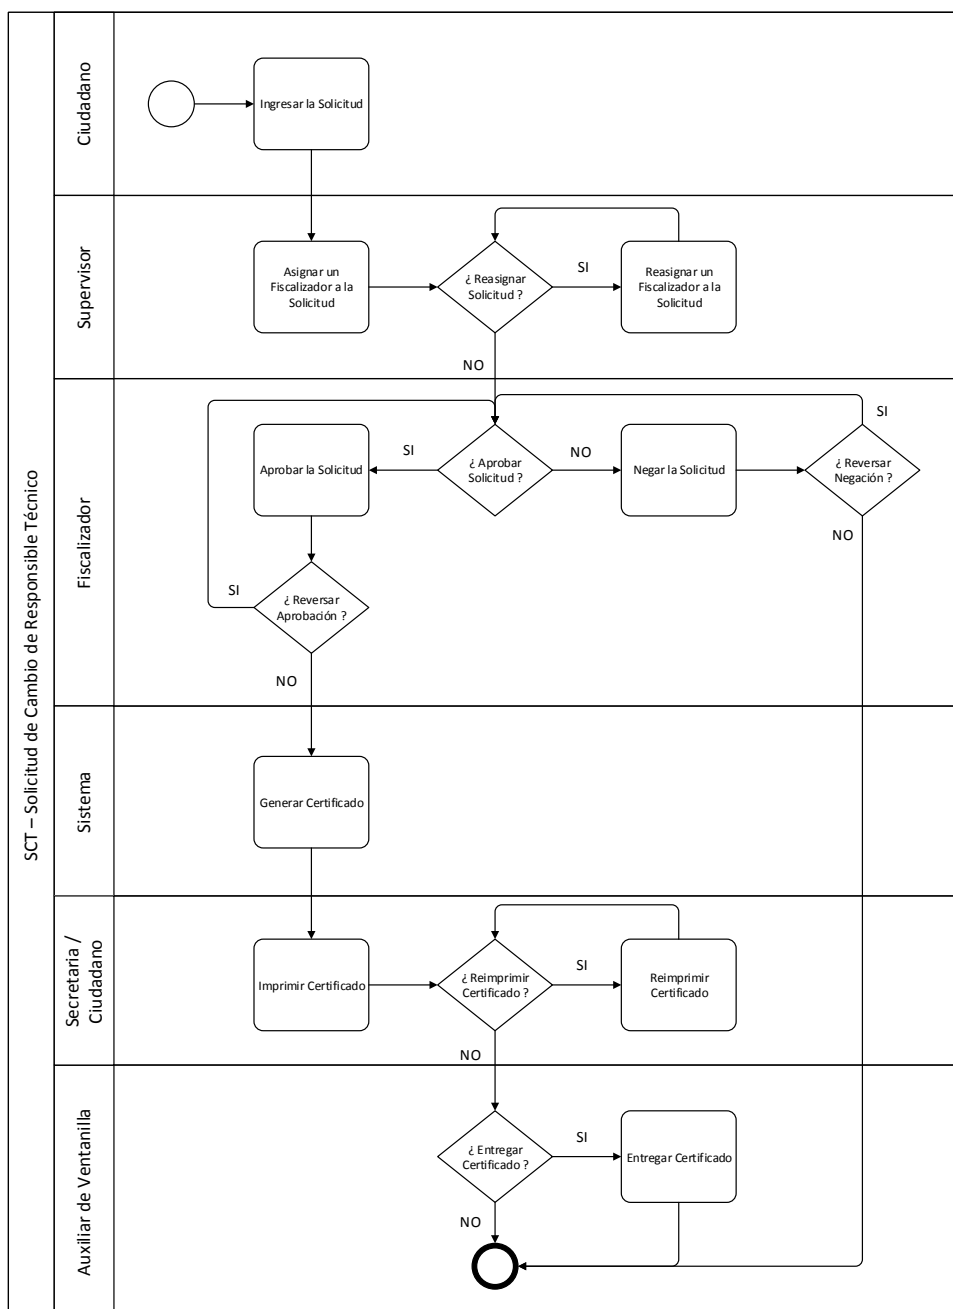 SCT – Solicitud de Cambio de Responsible Técnico
Ciudadano
Ingresar la Solicitud
Supervisor
Asignar un
Fiscalizador a la
Solicitud
¿ Reasignar
Solicitud ?
SI
Reasignar un
Fiscalizador a la
Solicitud
NO
Fiscalizador
Aprobar la Solicitud
SI
¿ Aprobar
Solicitud ?
NO
Negar la Solicitud
¿ Reversar
Negación ?
SI
NO
¿ Reversar
Aprobación ?
SI
NO
Sistema
Generar Certificado
Secretaria /
Ciudadano
Imprimir Certificado
¿ Reimprimir
Certificado ?
SI
Reimprimir
Certificado
NO
Auxiliar de Ventanilla
¿ Entregar
Certificado ?
SI
Entregar Certificado
NO